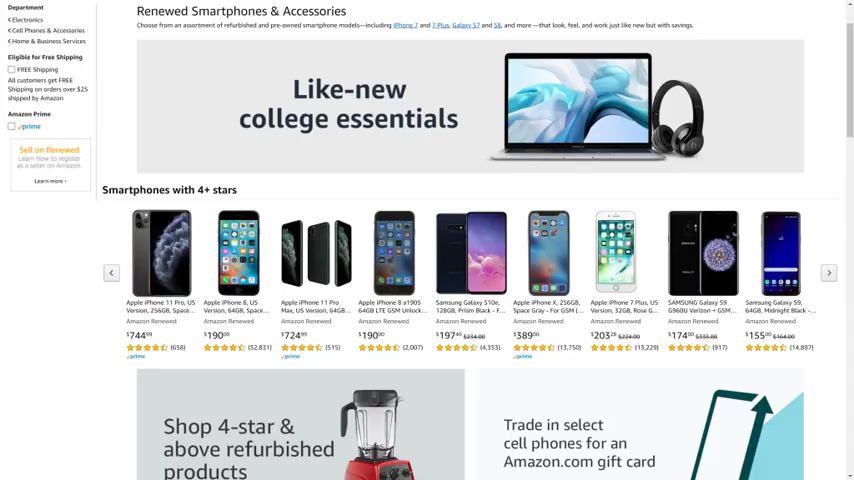 Department
Electronics
Cell Phones & Accessories
Home & Business Services
Eligible for Free Shipping
FREE Shipping
All customers get FREE
Shipping on orders over $25
shipped by Amazon
Amazon Prime
prime
Sell on Renewed
Learn how to register
as a seller on Amazon.
Learn more
Renewed Smartphones & Accessories
Choose from an assortment of refurbished and pre-owned smartphone models—including iPhone 7 and 7 Plus, Galaxy S7 and S8, and more —that look, feel, and work just like new but with savings.
Like-new
college essentials
Smartphones with 4+ stars
Apple iPhone 11 Pro, US
Version, 256GB, Space...
Amazon Renewed
$744.99
(658)
prime
Apple iPhone 8, US
Version, 64GB, Space...
Amazon Renewed
$190.00
(32,831)
Apple iPhone 11 Pro
Max, US Version, 64GB...
Amazon Renewed
$724.99
(515)
prime
Apple iPhone 8 a1905
64GB LTE GSM Unlock...
Amazon Renewed
$190.00
(2,007)
Samsung Galaxy S10e,
128GB, Prism Black - F...
Amazon Renewed
$197.40 $234.00
(4,353)
Apple iPhone X, 256GB,
Space Gray - For GSM (...
Amazon Renewed
$389.00
(13,750)
prime
Apple iPhone 7 Plus, US
Version, 32GB, Rose G...
Amazon Renewed
$203.28 $224.00
(13,229)
SAMSUNG Galaxy S9
G960U Verizon + GSM...
Amazon Renewed
$174.00 $335.88
(917)
Samsung Galaxy S9,
64GB, Midnight Black -...
Amazon Renewed
$155.00 $164.00
(14,897)
Shop 4-star &
above refurbished
products
Trade in select
cell phones for an
Amazon.com gift card